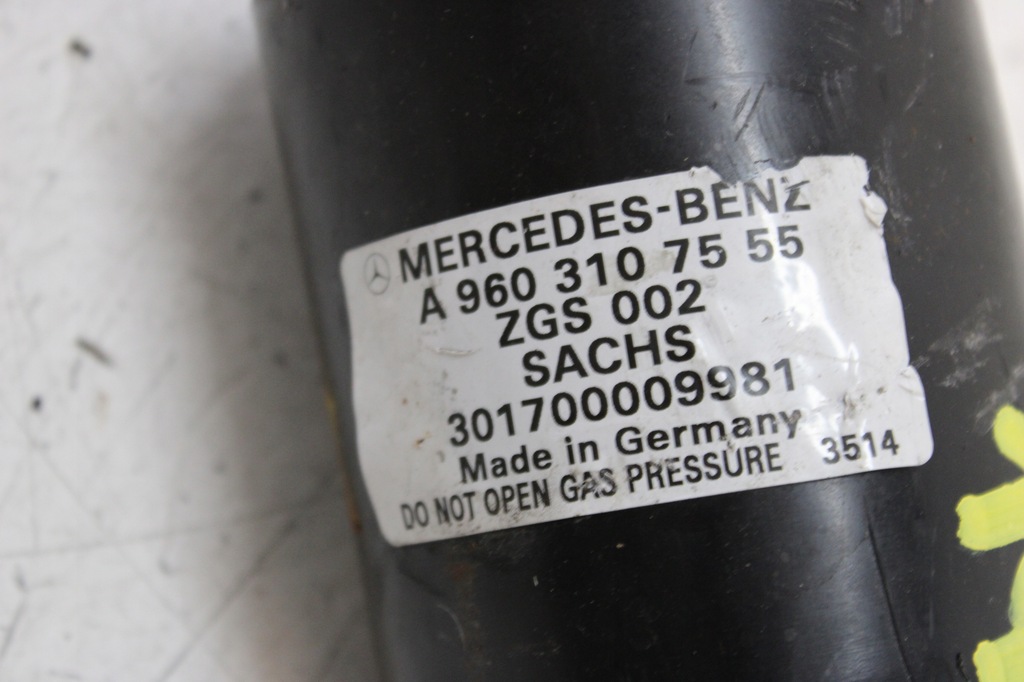 MERCEDES-BENZ
A 960 310 75 55
ZGS 002
SACHS
301700009981
Made in Germany
DO NOT OPEN GAS PRESSURE 3514